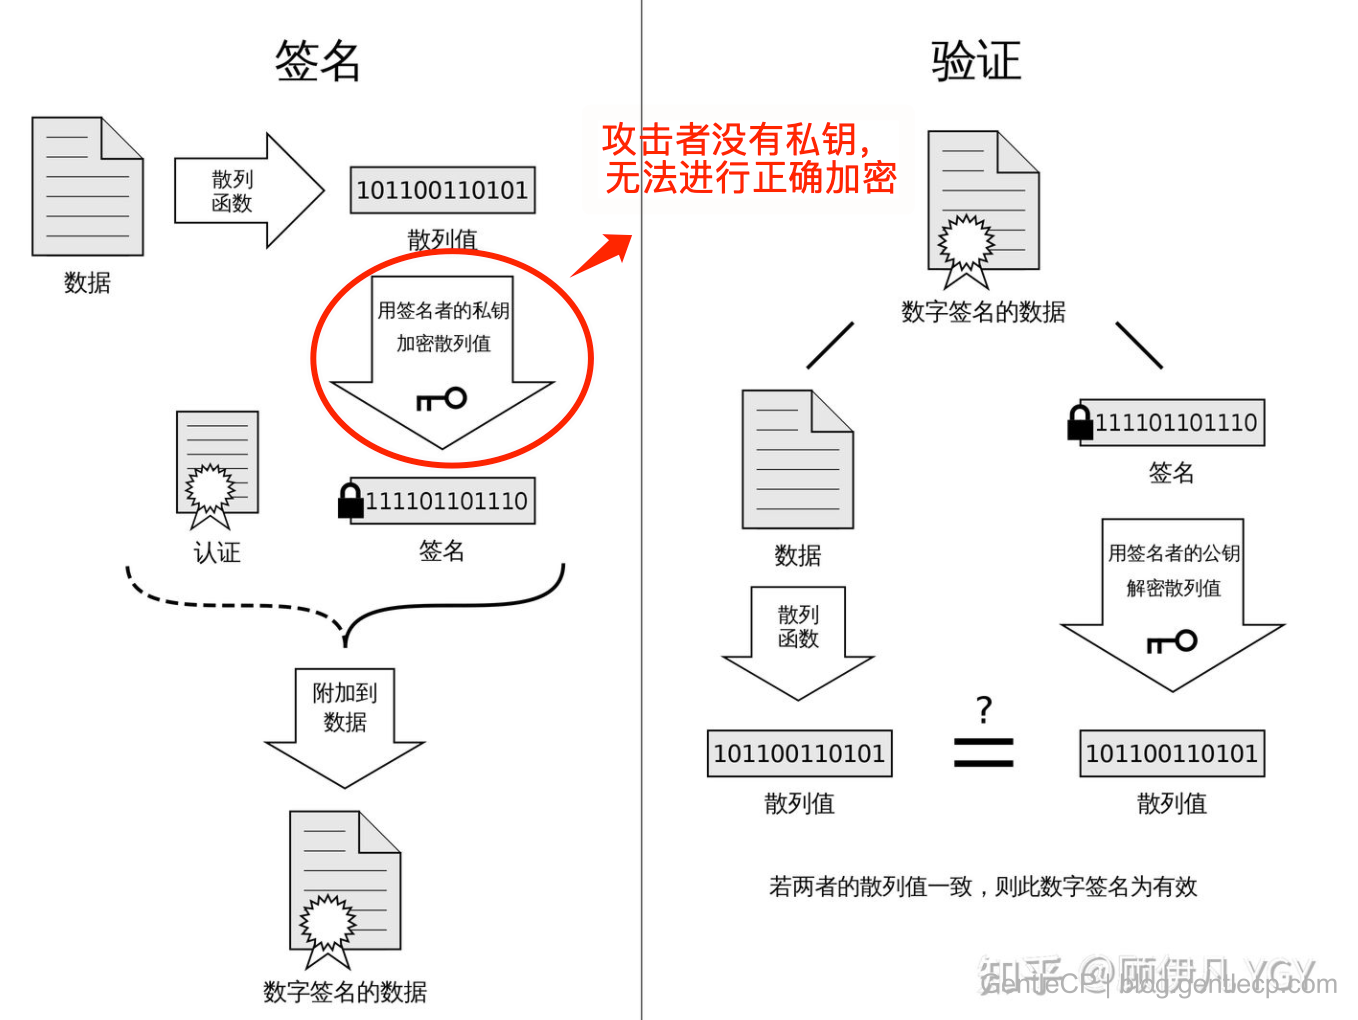 签名
散列
函数
101100110101
散列值
数据
用签名者的私钥
加密散列值
111101101110
签名
认证
附加到
数据
数字签名的数据
验证
攻击者没有私钥,
无法进行正确加密
数字签名的数据
数据
111101101110
签名
散列
函数
用签名者的公钥
解密散列值
101100110101
散列值
?
101100110101
散列值
若两者的散列值一致，则此数字签名为有效
知乎 @顾伊凡 YGY
GentleCP | blog.gentlecp.com